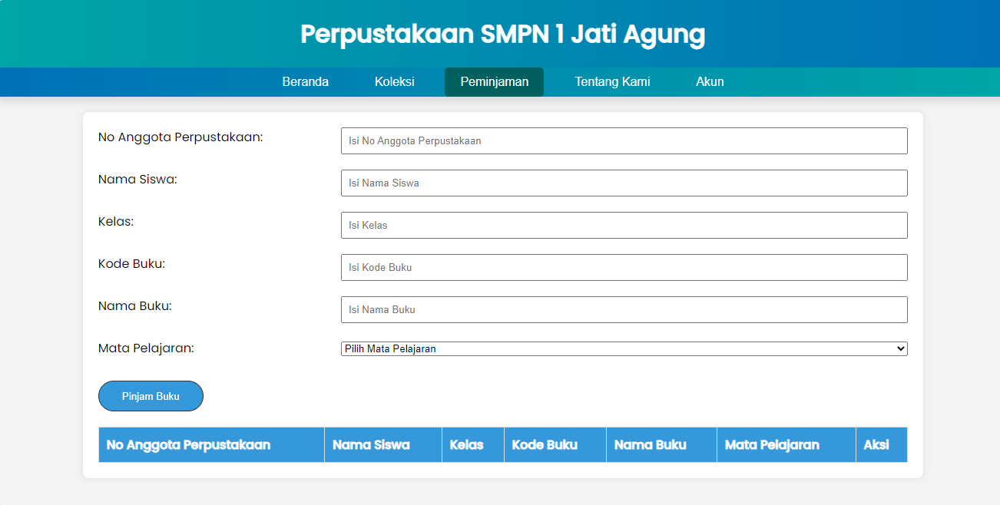 Perpustakaan SMPN 1 Jati Agung
Beranda Koleksi Peminjaman Tentang Kami Akun
No Anggota Perpustakaan: Isi No Anggota Perpustakaan
Nama Siswa: Isi Nama Siswa
Kelas: Isi Kelas
Kode Buku: Isi Kode Buku
Nama Buku: Isi Nama Buku
Mata Pelajaran: Pilih Mata Pelajaran
Pinjam Buku
No Anggota Perpustakaan Nama Siswa Kelas Kode Buku Nama Buku Mata Pelajaran Aksi